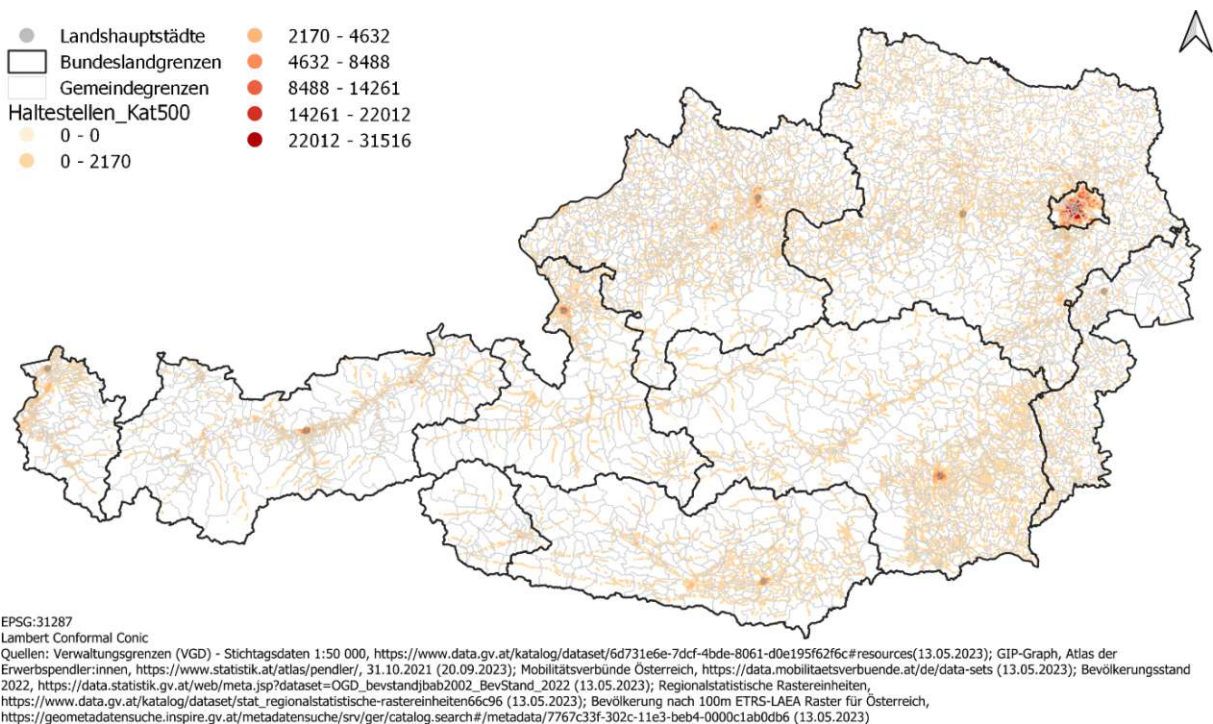 Landshauptstädte
Bundeslandgrenzen
Gemeindegrenzen
Haltestellen_Kat500
0 - 0
0 - 2170
2170 - 4632
4632 - 8488
8488 - 14261
14261 - 22012
22012 - 31516
EPSG:31287
Lambert Conformal Conic
Quellen: Verwaltungsgrenzen (VGD) - Stichtagsdaten 1:50 000, https://www.data.gv.at/katalog/dataset/6d731e6e-7dcf-4bde-8061-d0e195f62f6c#resources(13.05.2023); GIP-Graph, Atlas der
Erwerbspendler:innen, https://www.statistik.at/atlas/pendler/, 31.10.2021 (20.09.2023); Mobilitätsverbünde Österreich, https://data.mobilitaetsverbuende.at/de/data-sets (13.05.2023); Bevölkerungsstand
2022, https://data.statistik.gv.at/web/meta.jsp?dataset=OGD_bevstandjbab2002_BevStand_2022 (13.05.2023); Regionalstatistische Rastereinheiten,
https://www.data.gv.at/katalog/dataset/stat_regionalstatistische-rastereinheiten66c96 (13.05.2023); Bevölkerung nach 100m ETRS-LAEA Raster für Österreich,
https://geometadatensuche.inspire.gv.at/metadatensuche/srv/ger/catalog.search#/metadata/7767c33f-302c-11e3-beb4-0000c1ab0db6 (13.05.2023)